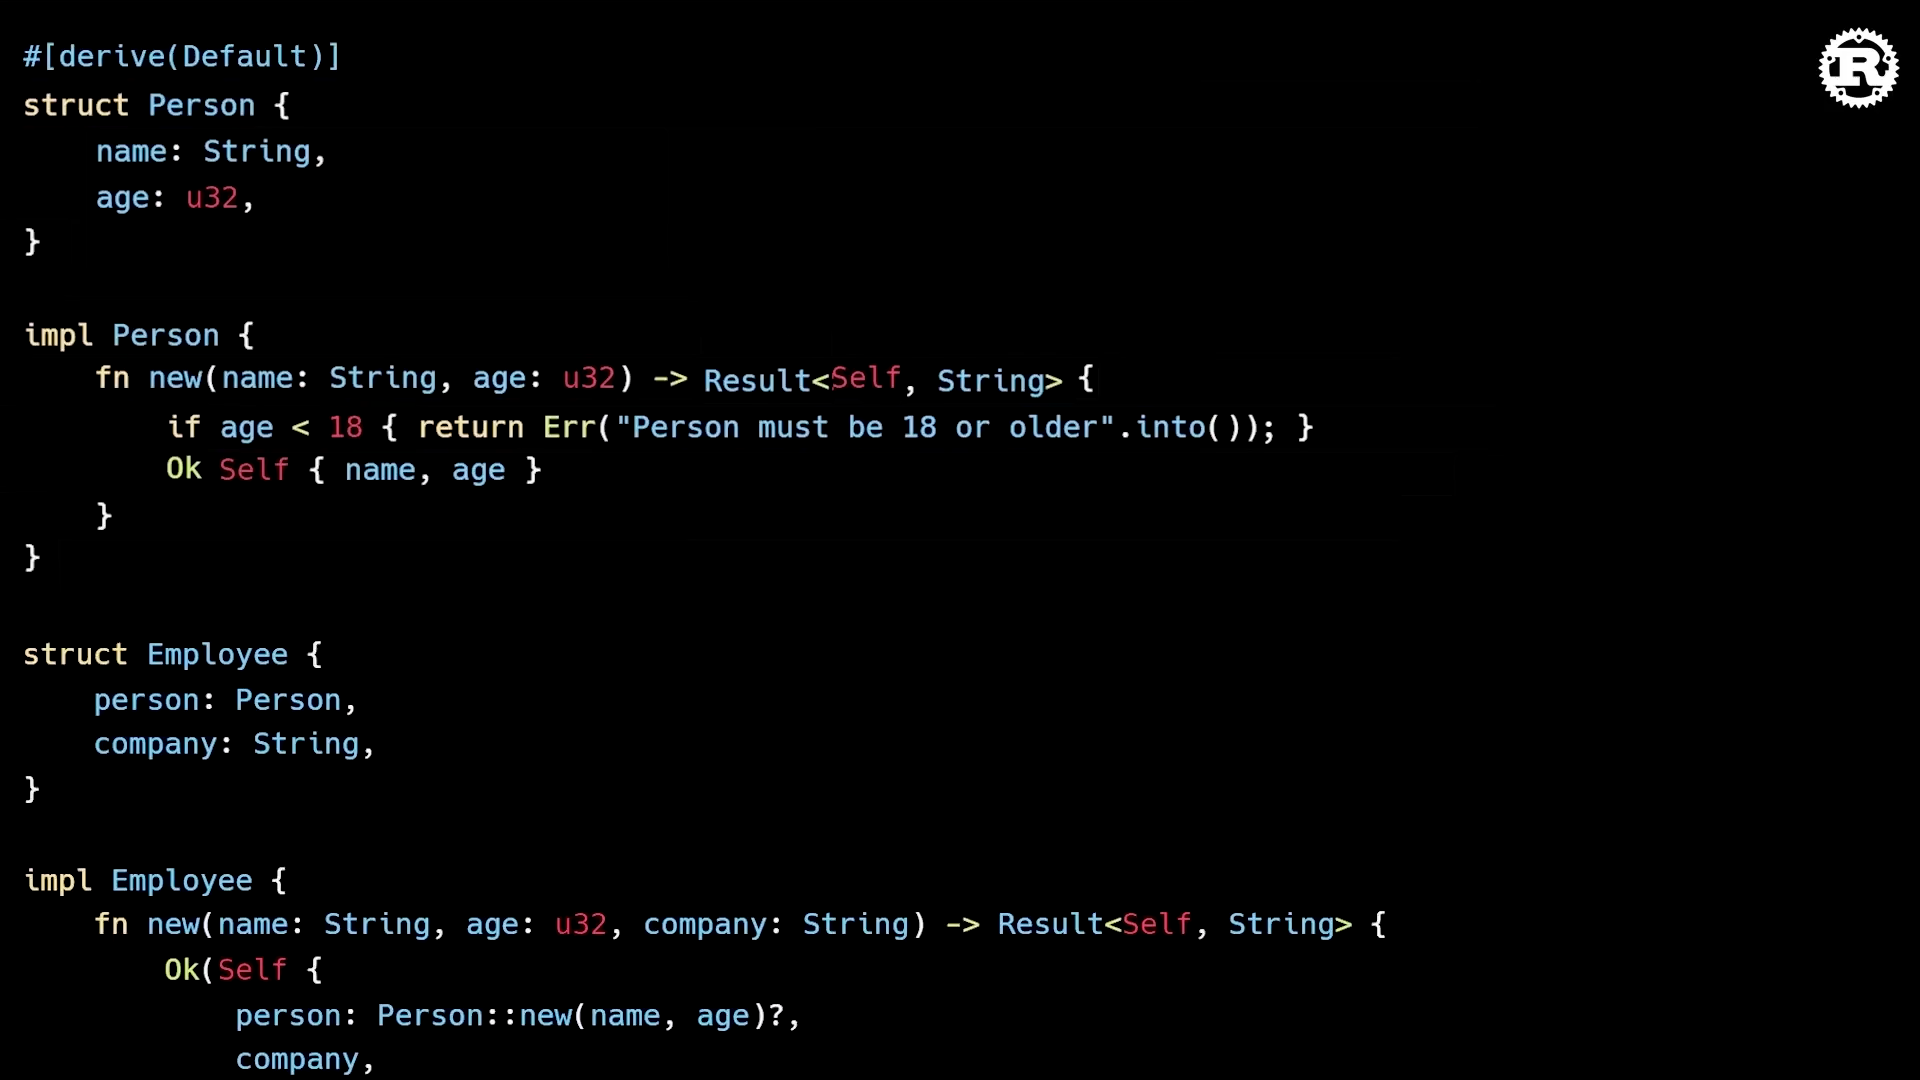 #[derive(Default)]
struct Person {
    name: String,
    age: u32,
}
impl Person {
    fn new(name: String, age: u32) -> Result<Self, String> {
        if age < 18 { return Err("Person must be 18 or older".into()); }
        Ok Self { name, age }
    }
}
struct Employee {
    person: Person,
    company: String,
}
impl Employee {
    fn new(name: String, age: u32, company: String) -> Result<Self, String> {
        Ok(Self {
            person: Person::new(name, age)?,
            company,
R